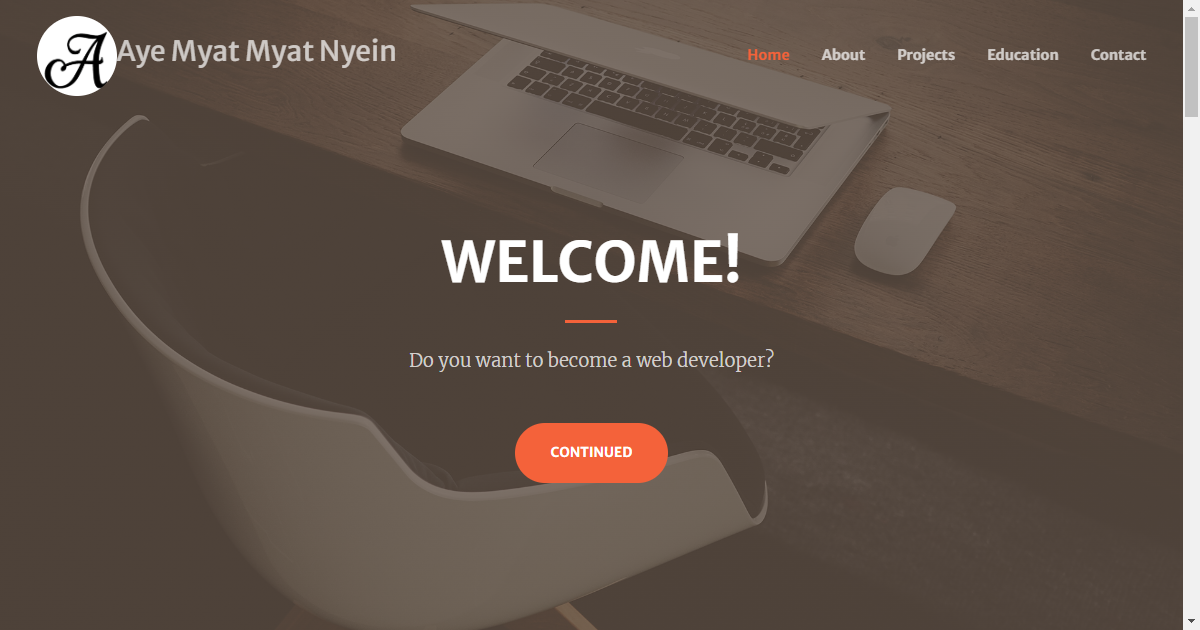 A
Aye Myat Myat Nyein
Home About Projects Education Contact
WELCOME!
Do you want to become a web developer?
CONTINUED